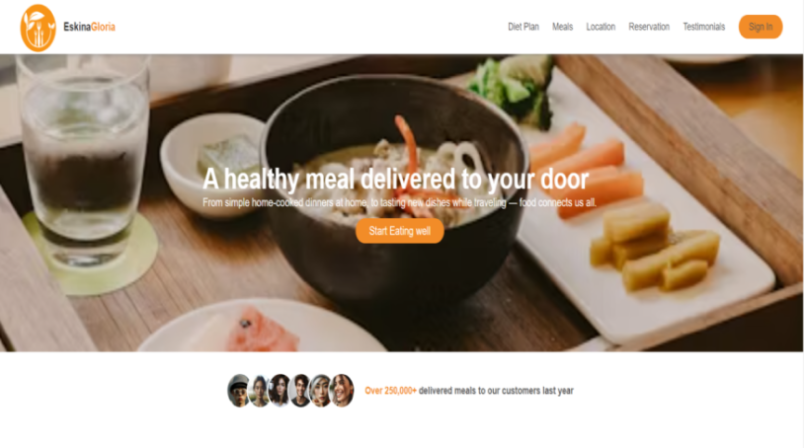 EskinaGloria
Diet Plan Meals Location Reservation Testimonials Sign In
A healthy meal delivered to your door
From simple home-cooked dinners at home, to tasting new dishes while traveling — food connects us all.
Start Eating well
Over 250,000+ delivered meals to our customers last year